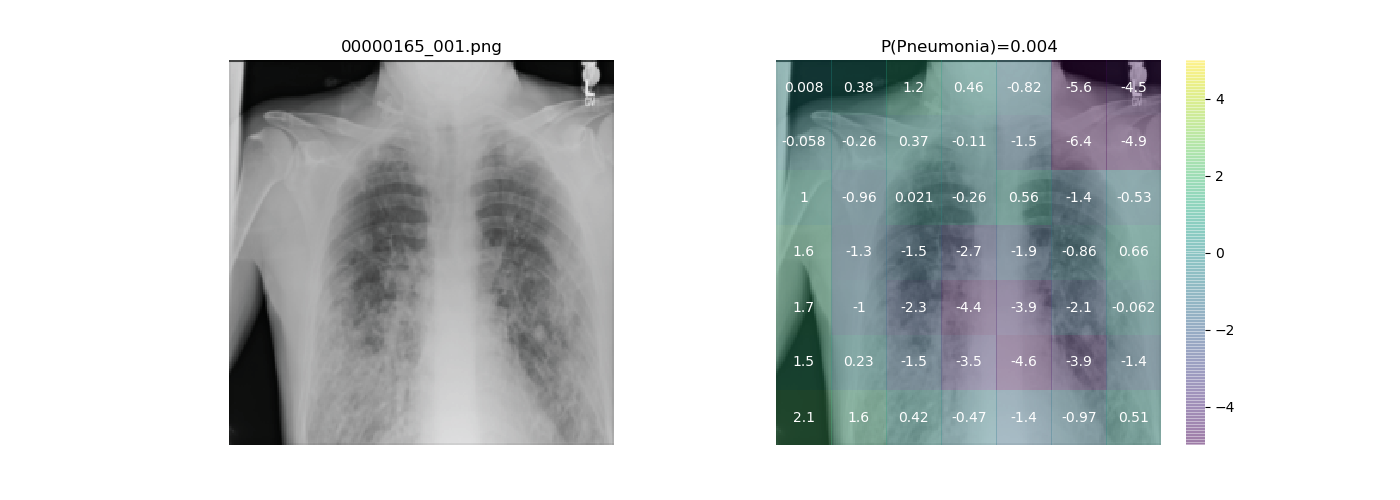 00000165_001.png
P(Pneumonia)=0.004
L
0.008 0.38 1.2 0.46 -0.82 -5.6 -4.5
-0.058 -0.26 0.37 -0.11 -1.5 -6.4 -4.9
1 -0.96 0.021 -0.26 0.56 -1.4 -0.53
1.6 -1.3 -1.5 -2.7 -1.9 -0.86 0.66
1.7 -1 -2.3 -4.4 -3.9 -2.1 -0.062
1.5 0.23 -1.5 -3.5 -4.6 -3.9 -1.4
2.1 1.6 0.42 -0.47 -1.4 -0.97 0.51
4
2
0
−2
−4